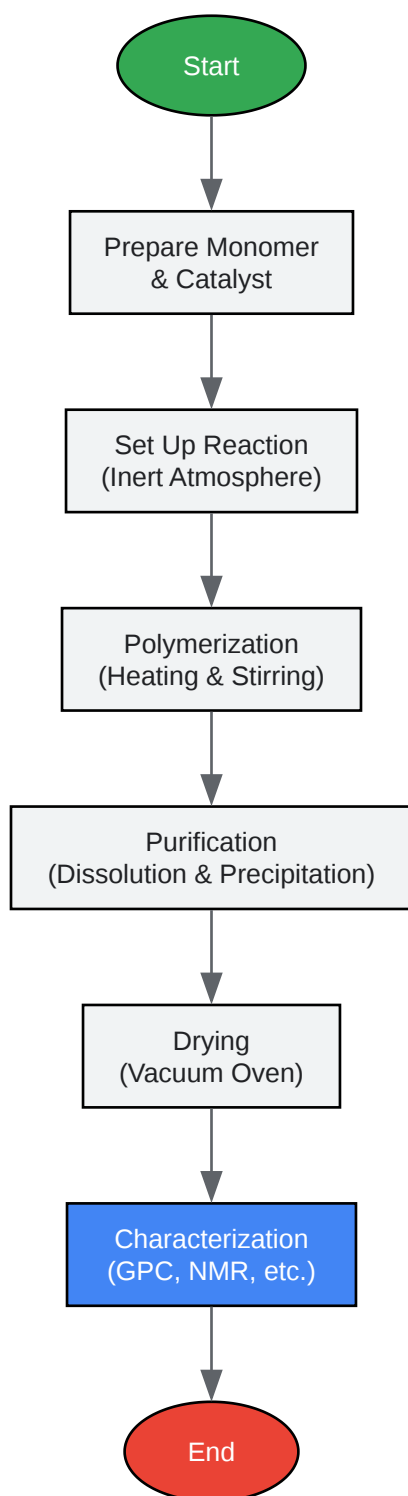 Start
Prepare Monomer
& Catalyst
Set Up Reaction
(Inert Atmosphere)
Polymerization
(Heating & Stirring)
Purification
(Dissolution & Precipitation)
Drying
(Vacuum Oven)
Characterization
(GPC, NMR, etc.)
End